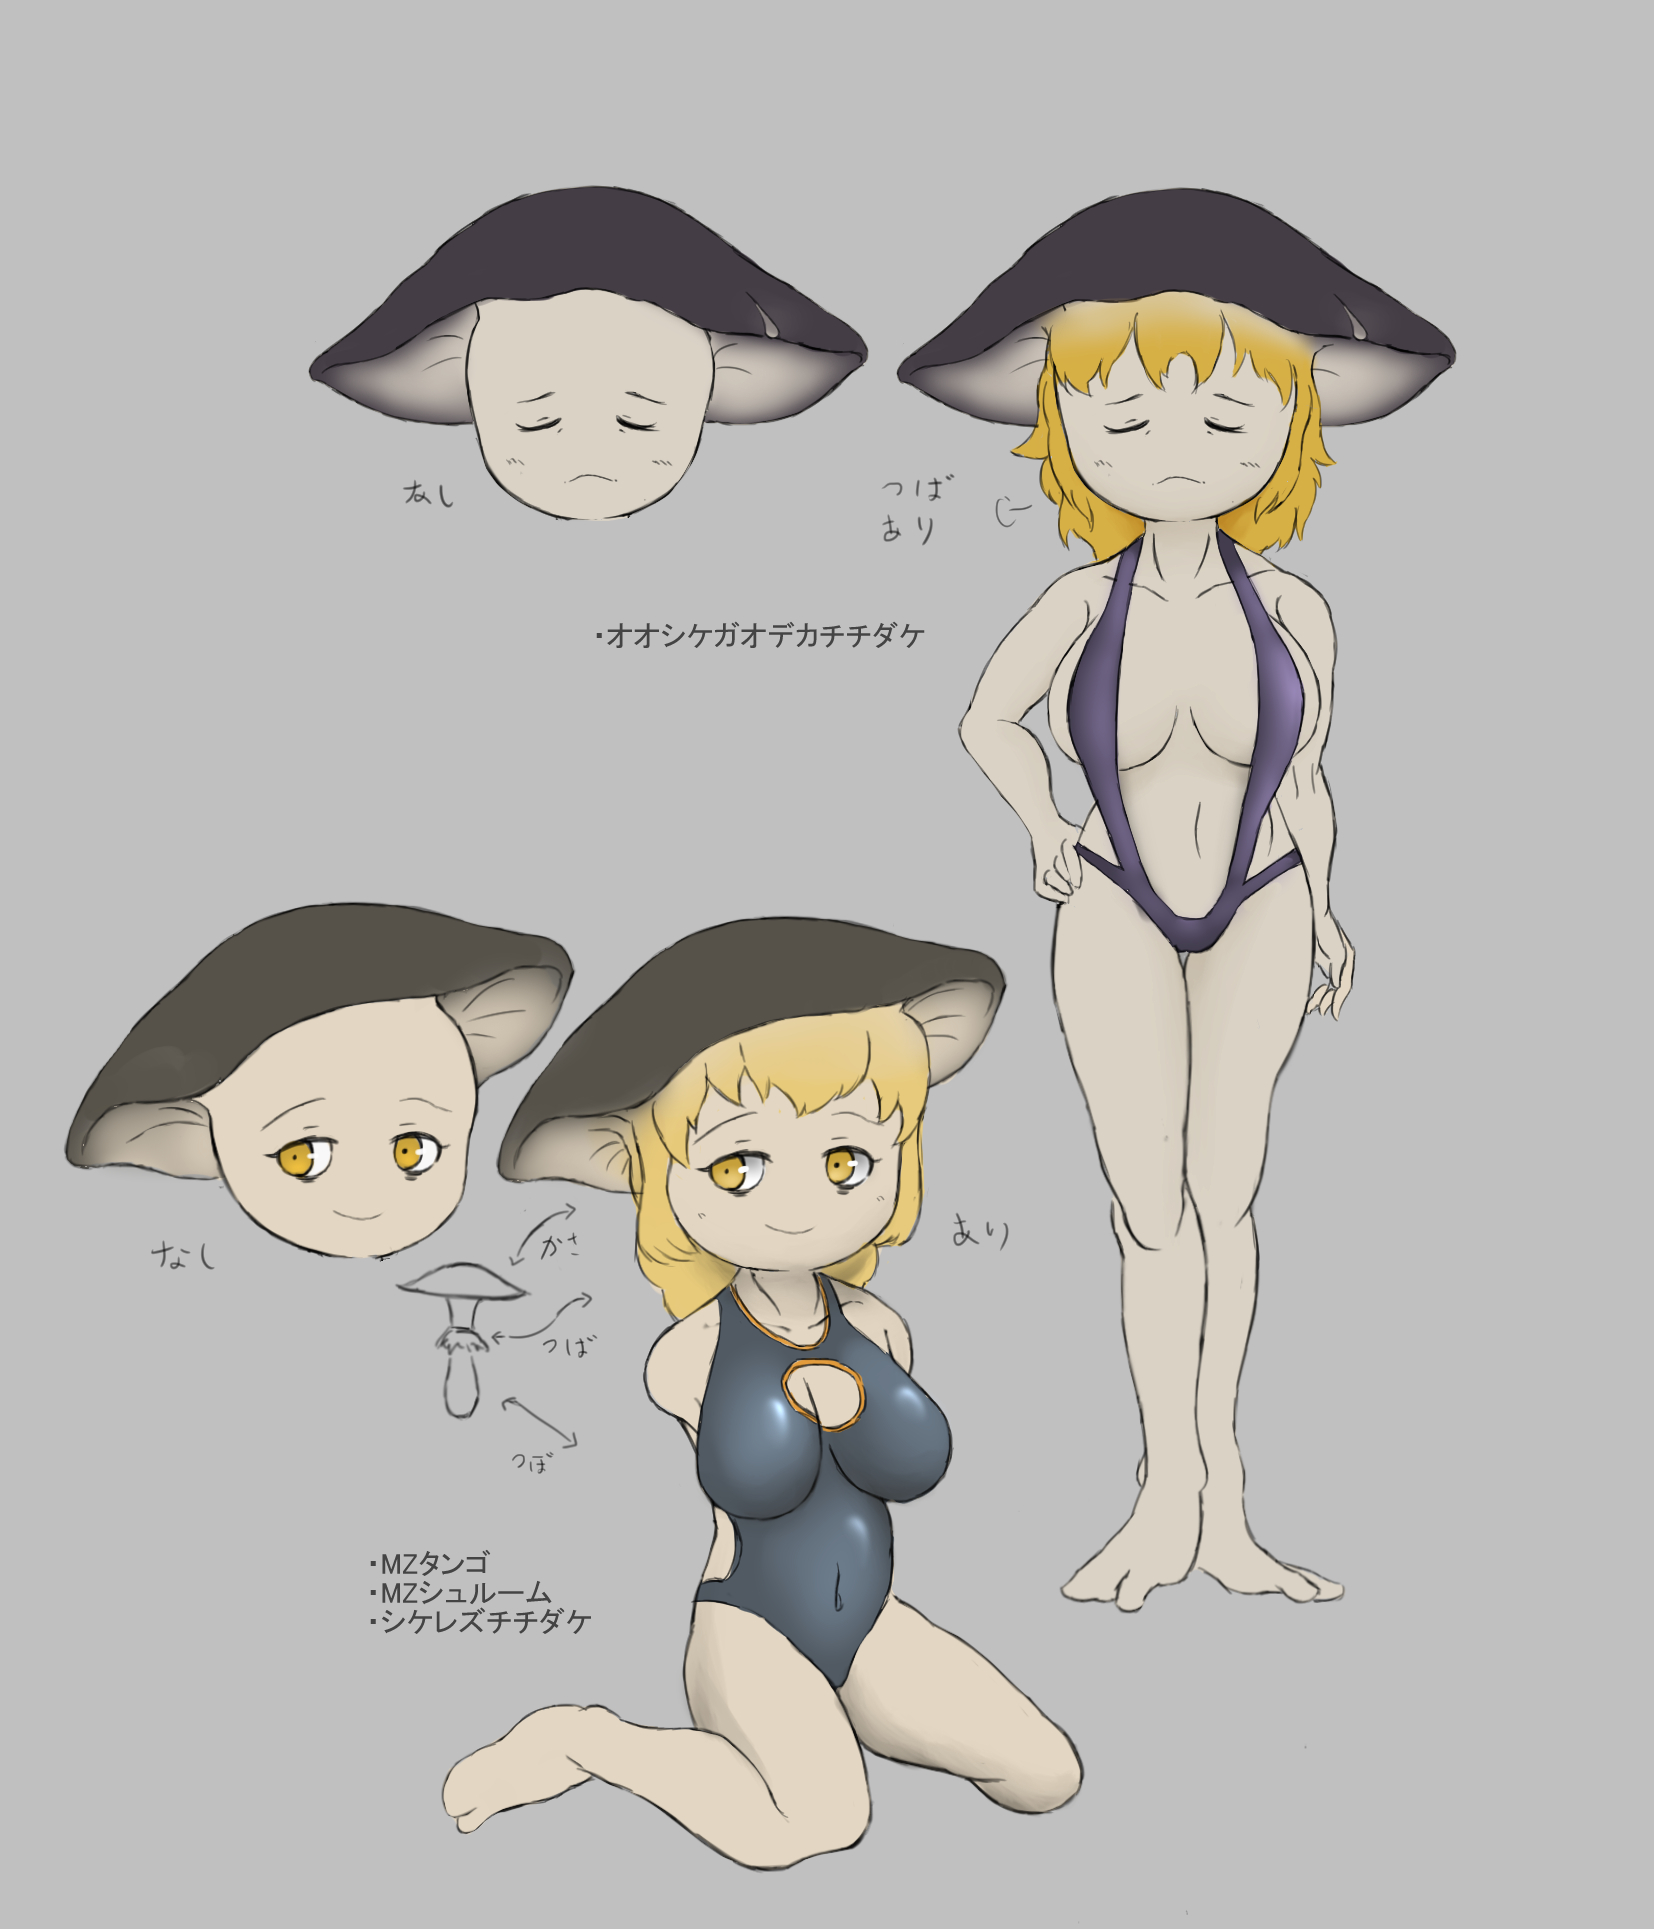 なし
つば
あり
・オオシケガオデカチチダケ
なし
かさ
つば
つぼ
あり
・MZタンゴ
・MZシュルーム
・シケレズチチダケ